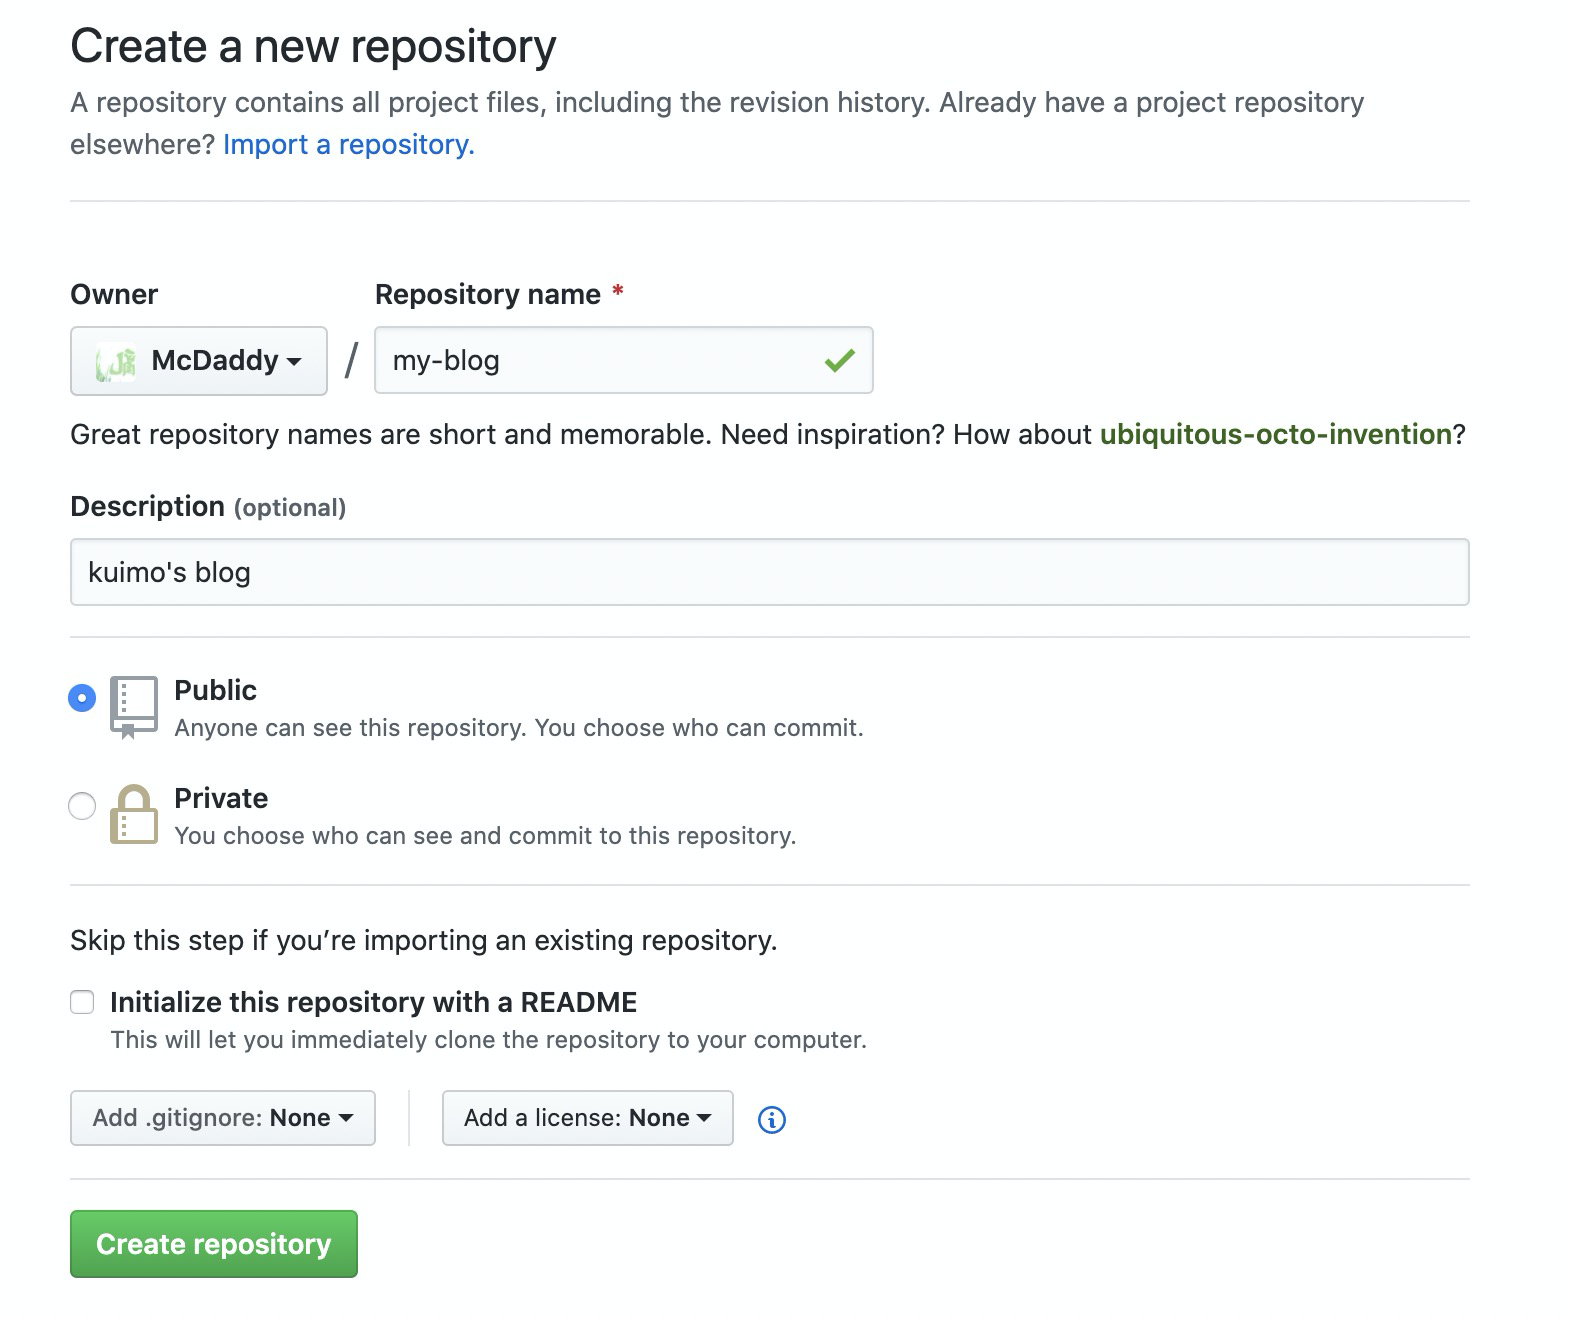 Create a new repository
A repository contains all project files, including the revision history. Already have a project repository
elsewhere? Import a repository.
Owner
Repository name *
McDaddy / my-blog
Great repository names are short and memorable. Need inspiration? How about ubiquitous-octo-invention?
Description (optional)
kuimo's blog
Public
Anyone can see this repository. You choose who can commit.
Private
You choose who can see and commit to this repository.
Skip this step if you’re importing an existing repository.
Initialize this repository with a README
This will let you immediately clone the repository to your computer.
Add .gitignore: None
Add a license: None
Create repository